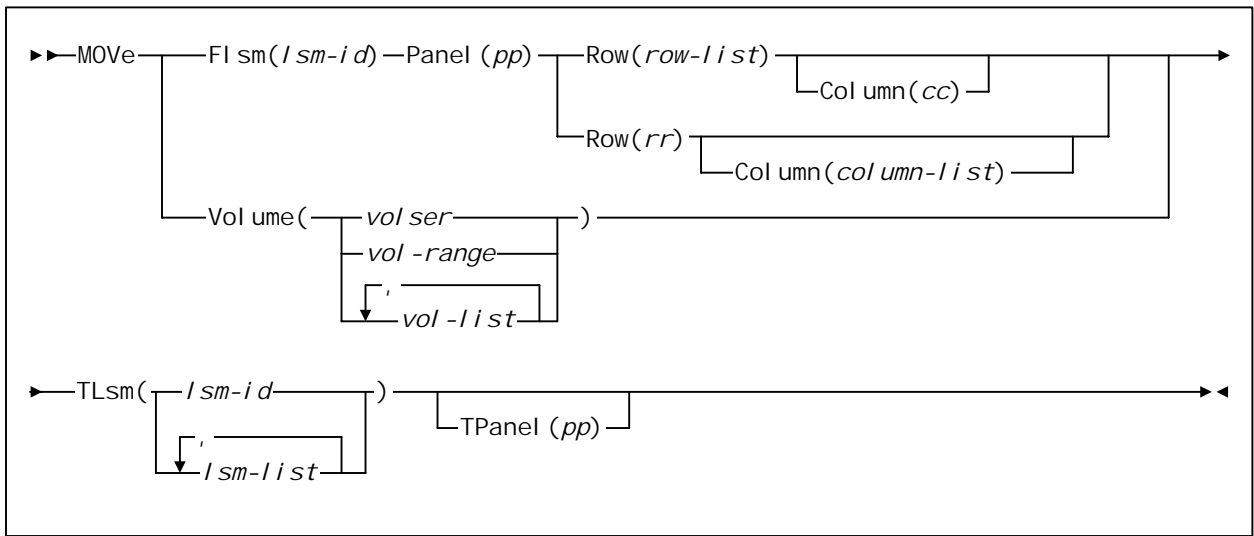 MOVe Flsm(lsm-id) Panel(pp) Row(row-list)
Column(cc)
Row(rr)
Column(column-list)
Volume( volser )
vol-range
,
vol-list
TLsm( lsm-id )
TPanel(pp)
,
lsm-list